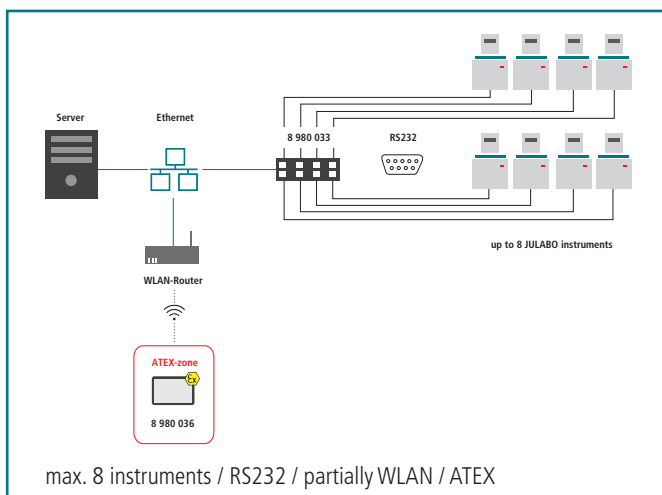 Server
Ethernet
8 980 033
RS232
up to 8 JULABO instruments
WLAN-Router
ATEX-zone
Ex
8 980 036
max. 8 instruments / RS232 / partially WLAN / ATEX